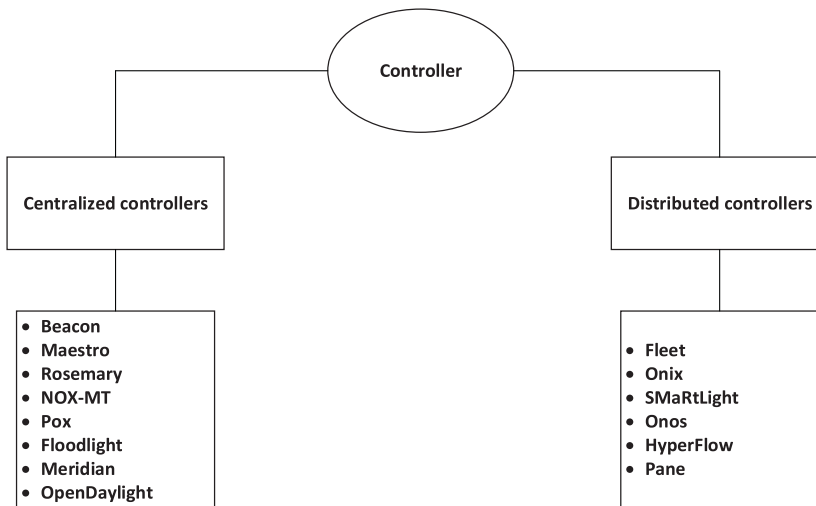 Controller
Centralized controllers
Distributed controllers
• Beacon
• Maestro
• Rosemary
• NOX-MT
• Pox
• Floodlight
• Meridian
• OpenDaylight
• Fleet
• Onix
• SMaRtLight
• Onos
• HyperFlow
• Pane